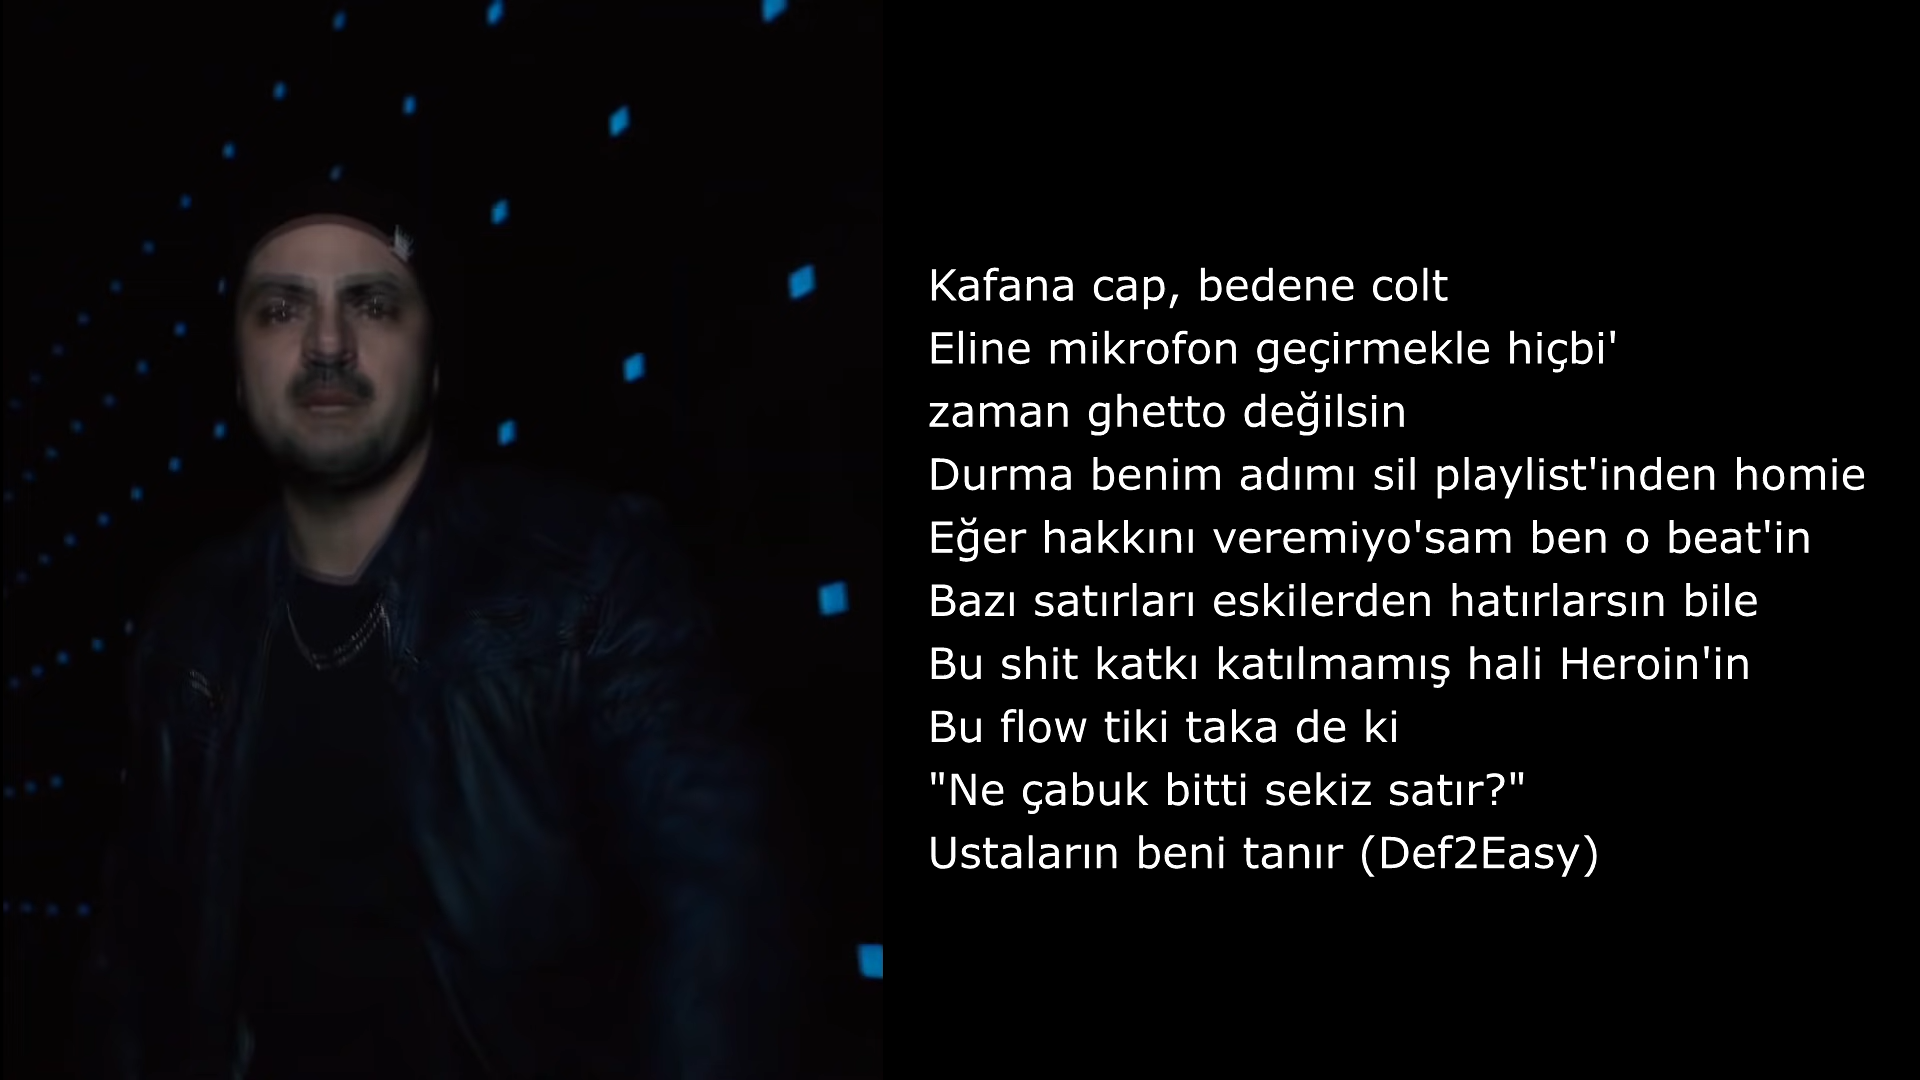 Kafana cap, bedene colt
Eline mikrofon geçirmekle hiçbi'
zaman ghetto değilsin
Durma benim adımı sil playlist'inden homie
Eğer hakkını veremiyo'sam ben o beat'in
Bazı satırları eskilerden hatırlarsın bile
Bu shit katkı katılmamış hali Heroin'in
Bu flow tiki taka de ki
"Ne çabuk bitti sekiz satır?"
Ustaların beni tanır (Def2Easy)